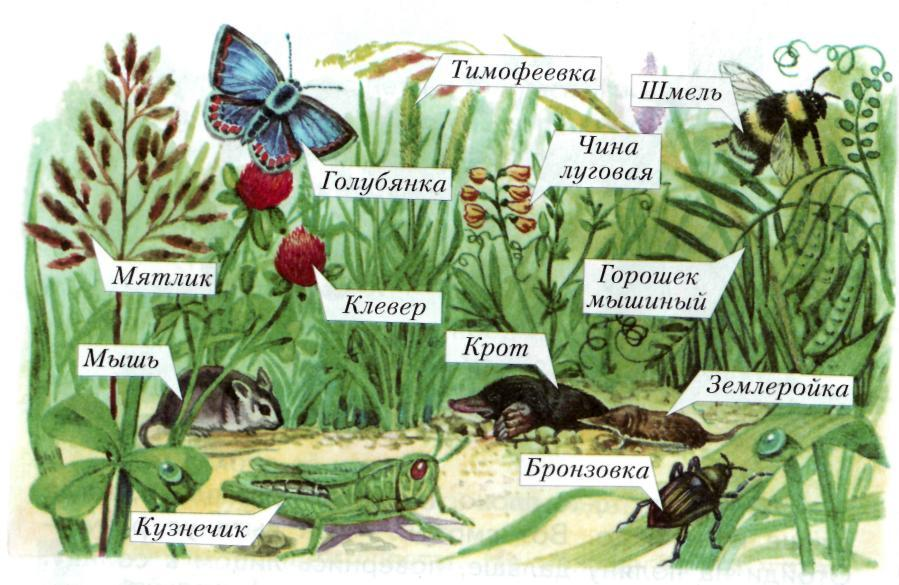 Тимофеевка
Шмель
Чина
луговая
Голубянка
Мятлик
Клевер
Горошек
мышиный
Мышь
Крот
Землеройка
Бронзовка
Кузнечик